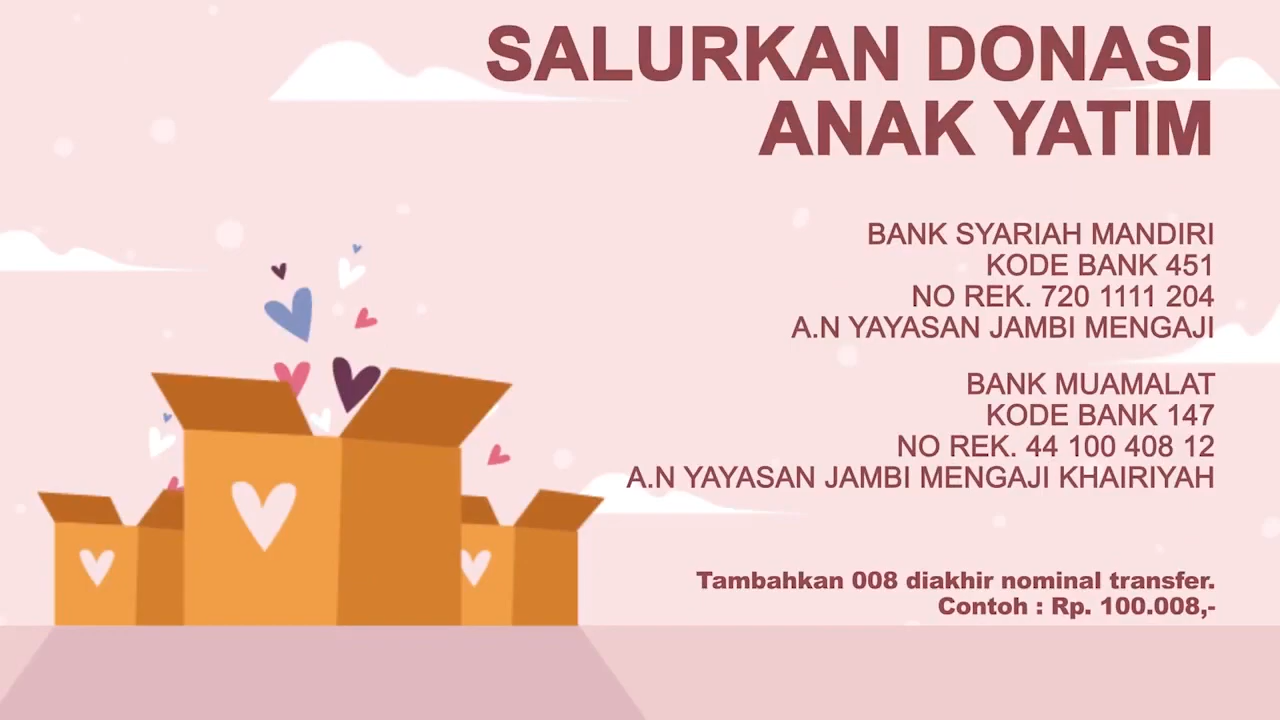 SALURKAN DONASI
ANAK YATIM
BANK SYARIAH MANDIRI
KODE BANK 451
NO REK. 720 1111 204
A.N YAYASAN JAMBI MENGAJI
BANK MUAMALAT
KODE BANK 147
NO REK. 44 100 408 12
A.N YAYASAN JAMBI MENGAJI KHAIRIYAH
Tambahkan 008 diakhir nominal transfer.
Contoh : Rp. 100.008,-